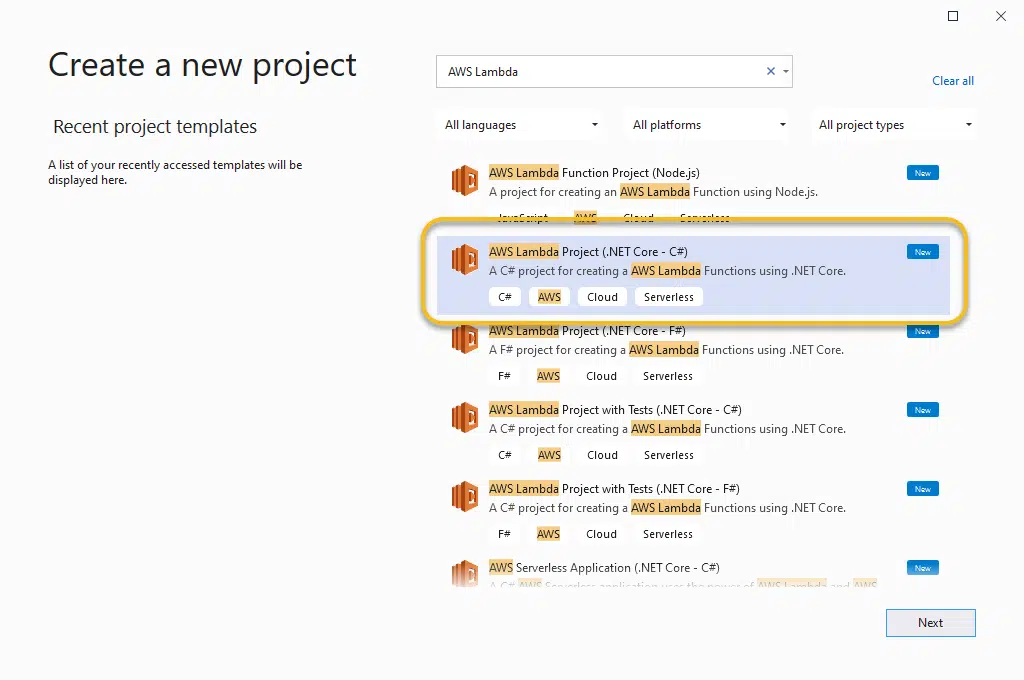 Create a new project
Recent project templates
A list of your recently accessed templates will be
displayed here.
AWS Lambda
Clear all
All languages
All platforms
All project types
AWS Lambda Function Project (Node.js)
New
A project for creating an AWS Lambda Function using Node.js.
JavaScript AWS Cloud Serverless
AWS Lambda Project (.NET Core - C#)
New
A C# project for creating a AWS Lambda Functions using .NET Core.
C# AWS Cloud Serverless
AWS Lambda Project (.NET Core - F#)
New
A F# project for creating a AWS Lambda Functions using .NET Core.
F# AWS Cloud Serverless
AWS Lambda Project with Tests (.NET Core - C#)
New
A C# project for creating a AWS Lambda Functions using .NET Core.
C# AWS Cloud Serverless
AWS Lambda Project with Tests (.NET Core - F#)
New
A C# project for creating a AWS Lambda Functions using .NET Core.
F# AWS Cloud Serverless
AWS Serverless Application (.NET Core - C#)
New
A C# AWS Serverless application uses the power of AWS Lambda and AWS
Next